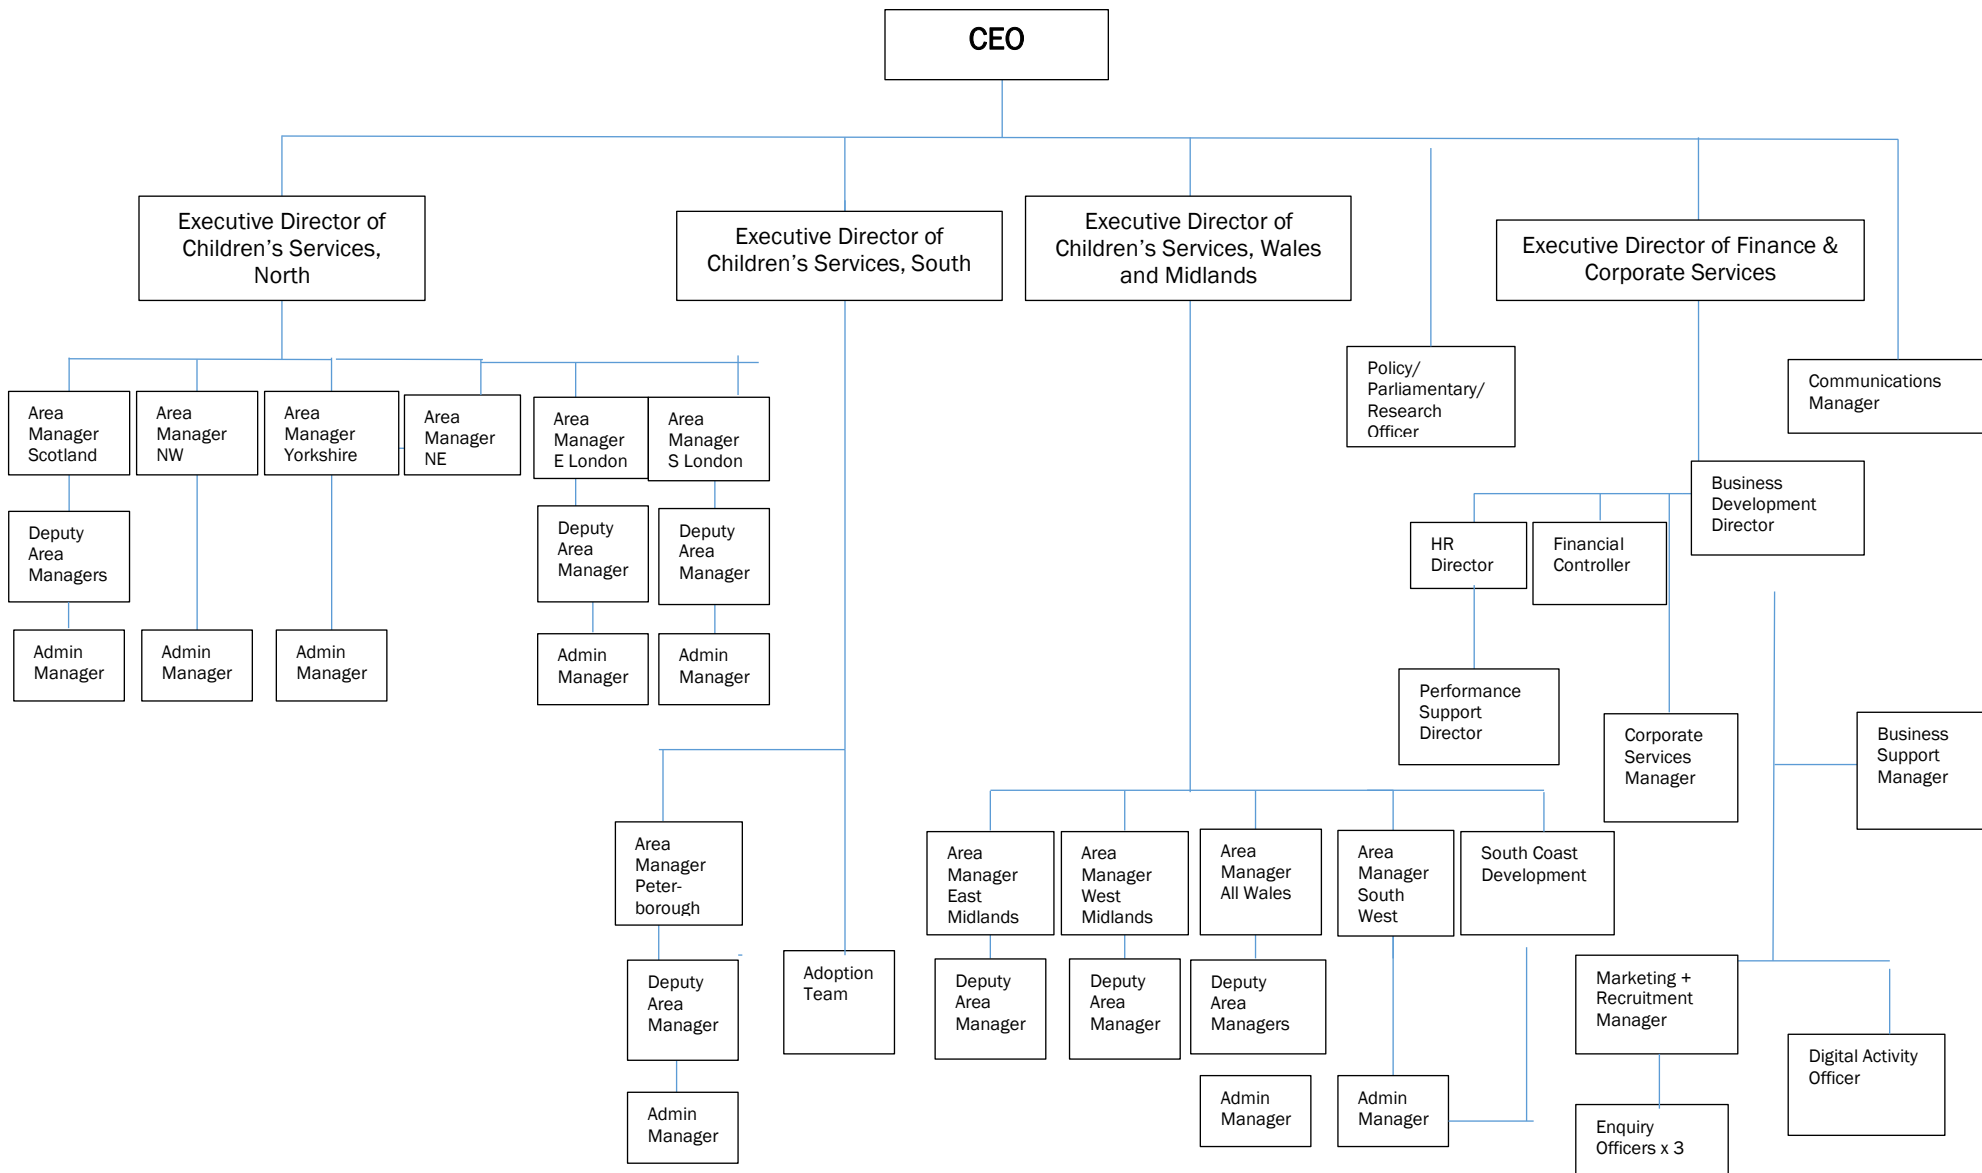 CEO
Executive Director of
Children’s Services,
North
Executive Director of
Children’s Services, South
Executive Director of
Children’s Services, Wales
and Midlands
Executive Director of Finance &
Corporate Services
Policy/
Parliamentary/
Research
Officer
Communications
Manager
Area
Manager
Scotland
Area
Manager
NW
Area
Manager
Yorkshire
Area
Manager
NE
Area
Manager
E London
Area
Manager
S London
Business
Development
Director
Deputy
Area
Managers
Deputy
Area
Manager
Deputy
Area
Manager
HR
Director
Financial
Controller
Admin
Manager
Admin
Manager
Admin
Manager
Admin
Manager
Admin
Manager
Performance
Support
Director
Corporate
Services
Manager
Business
Support
Manager
Area
Manager
Peter-
borough
Area
Manager
East
Midlands
Area
Manager
West
Midlands
Area
Manager
All Wales
Area
Manager
South
West
South Coast
Development
Deputy
Area
Manager
Adoption
Team
Deputy
Area
Manager
Deputy
Area
Manager
Deputy
Area
Managers
Marketing +
Recruitment
Manager
Digital Activity
Officer
Admin
Manager
Admin
Manager
Admin
Manager
Enquiry
Officers x 3